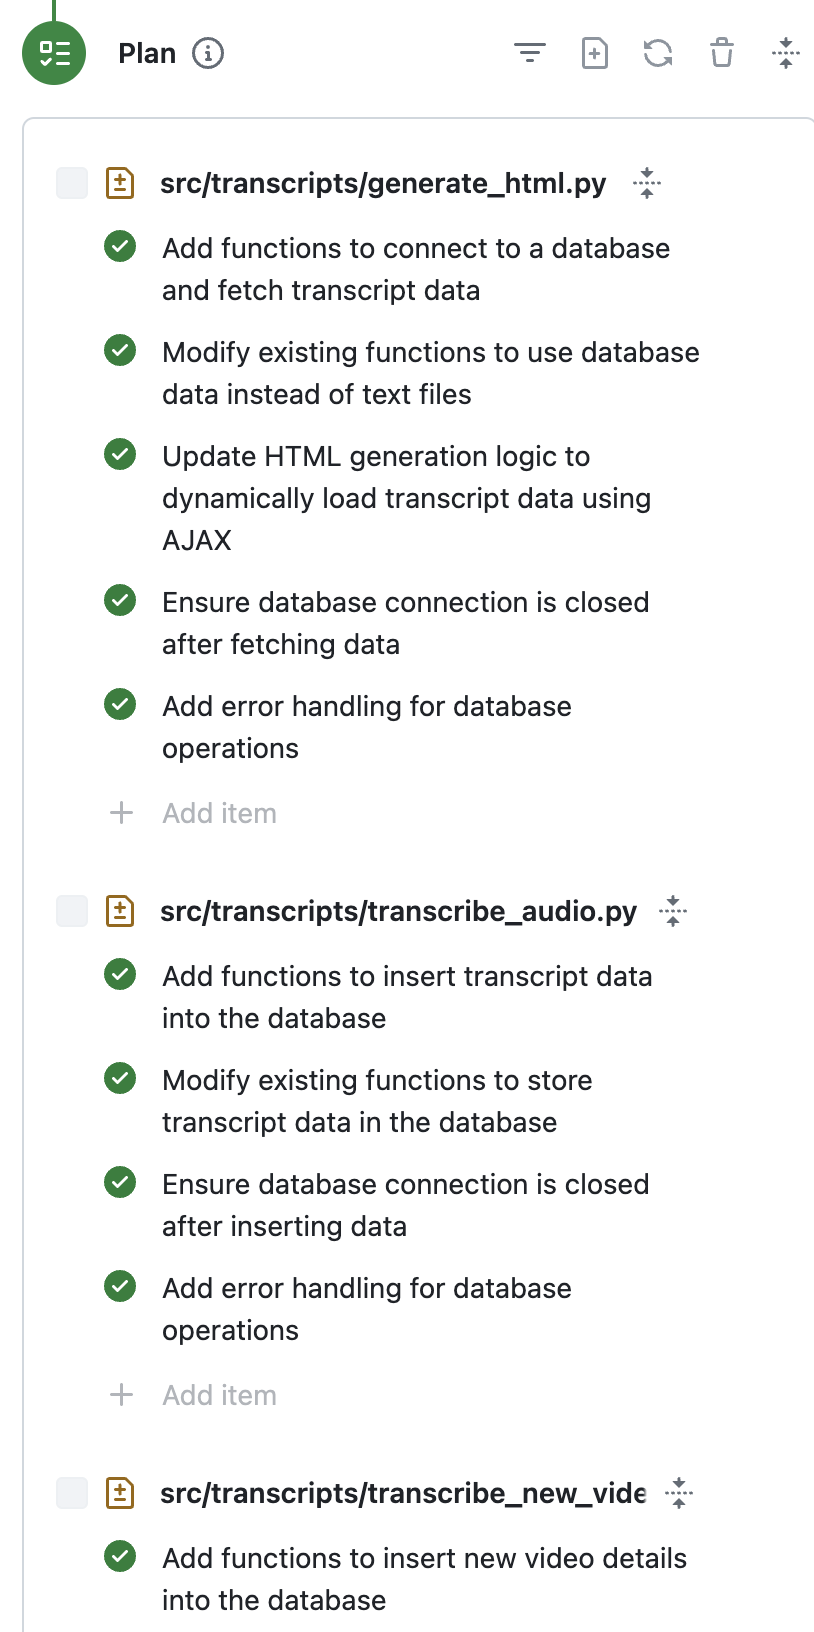 Plan
src/transcripts/generate_html.py
Add functions to connect to a database
and fetch transcript data
Modify existing functions to use database
data instead of text files
Update HTML generation logic to
dynamically load transcript data using
AJAX
Ensure database connection is closed
after fetching data
Add error handling for database
operations
Add item
src/transcripts/transcribe_audio.py
Add functions to insert transcript data
into the database
Modify existing functions to store
transcript data in the database
Ensure database connection is closed
after inserting data
Add error handling for database
operations
Add item
src/transcripts/transcribe_new_vide
Add functions to insert new video details
into the database